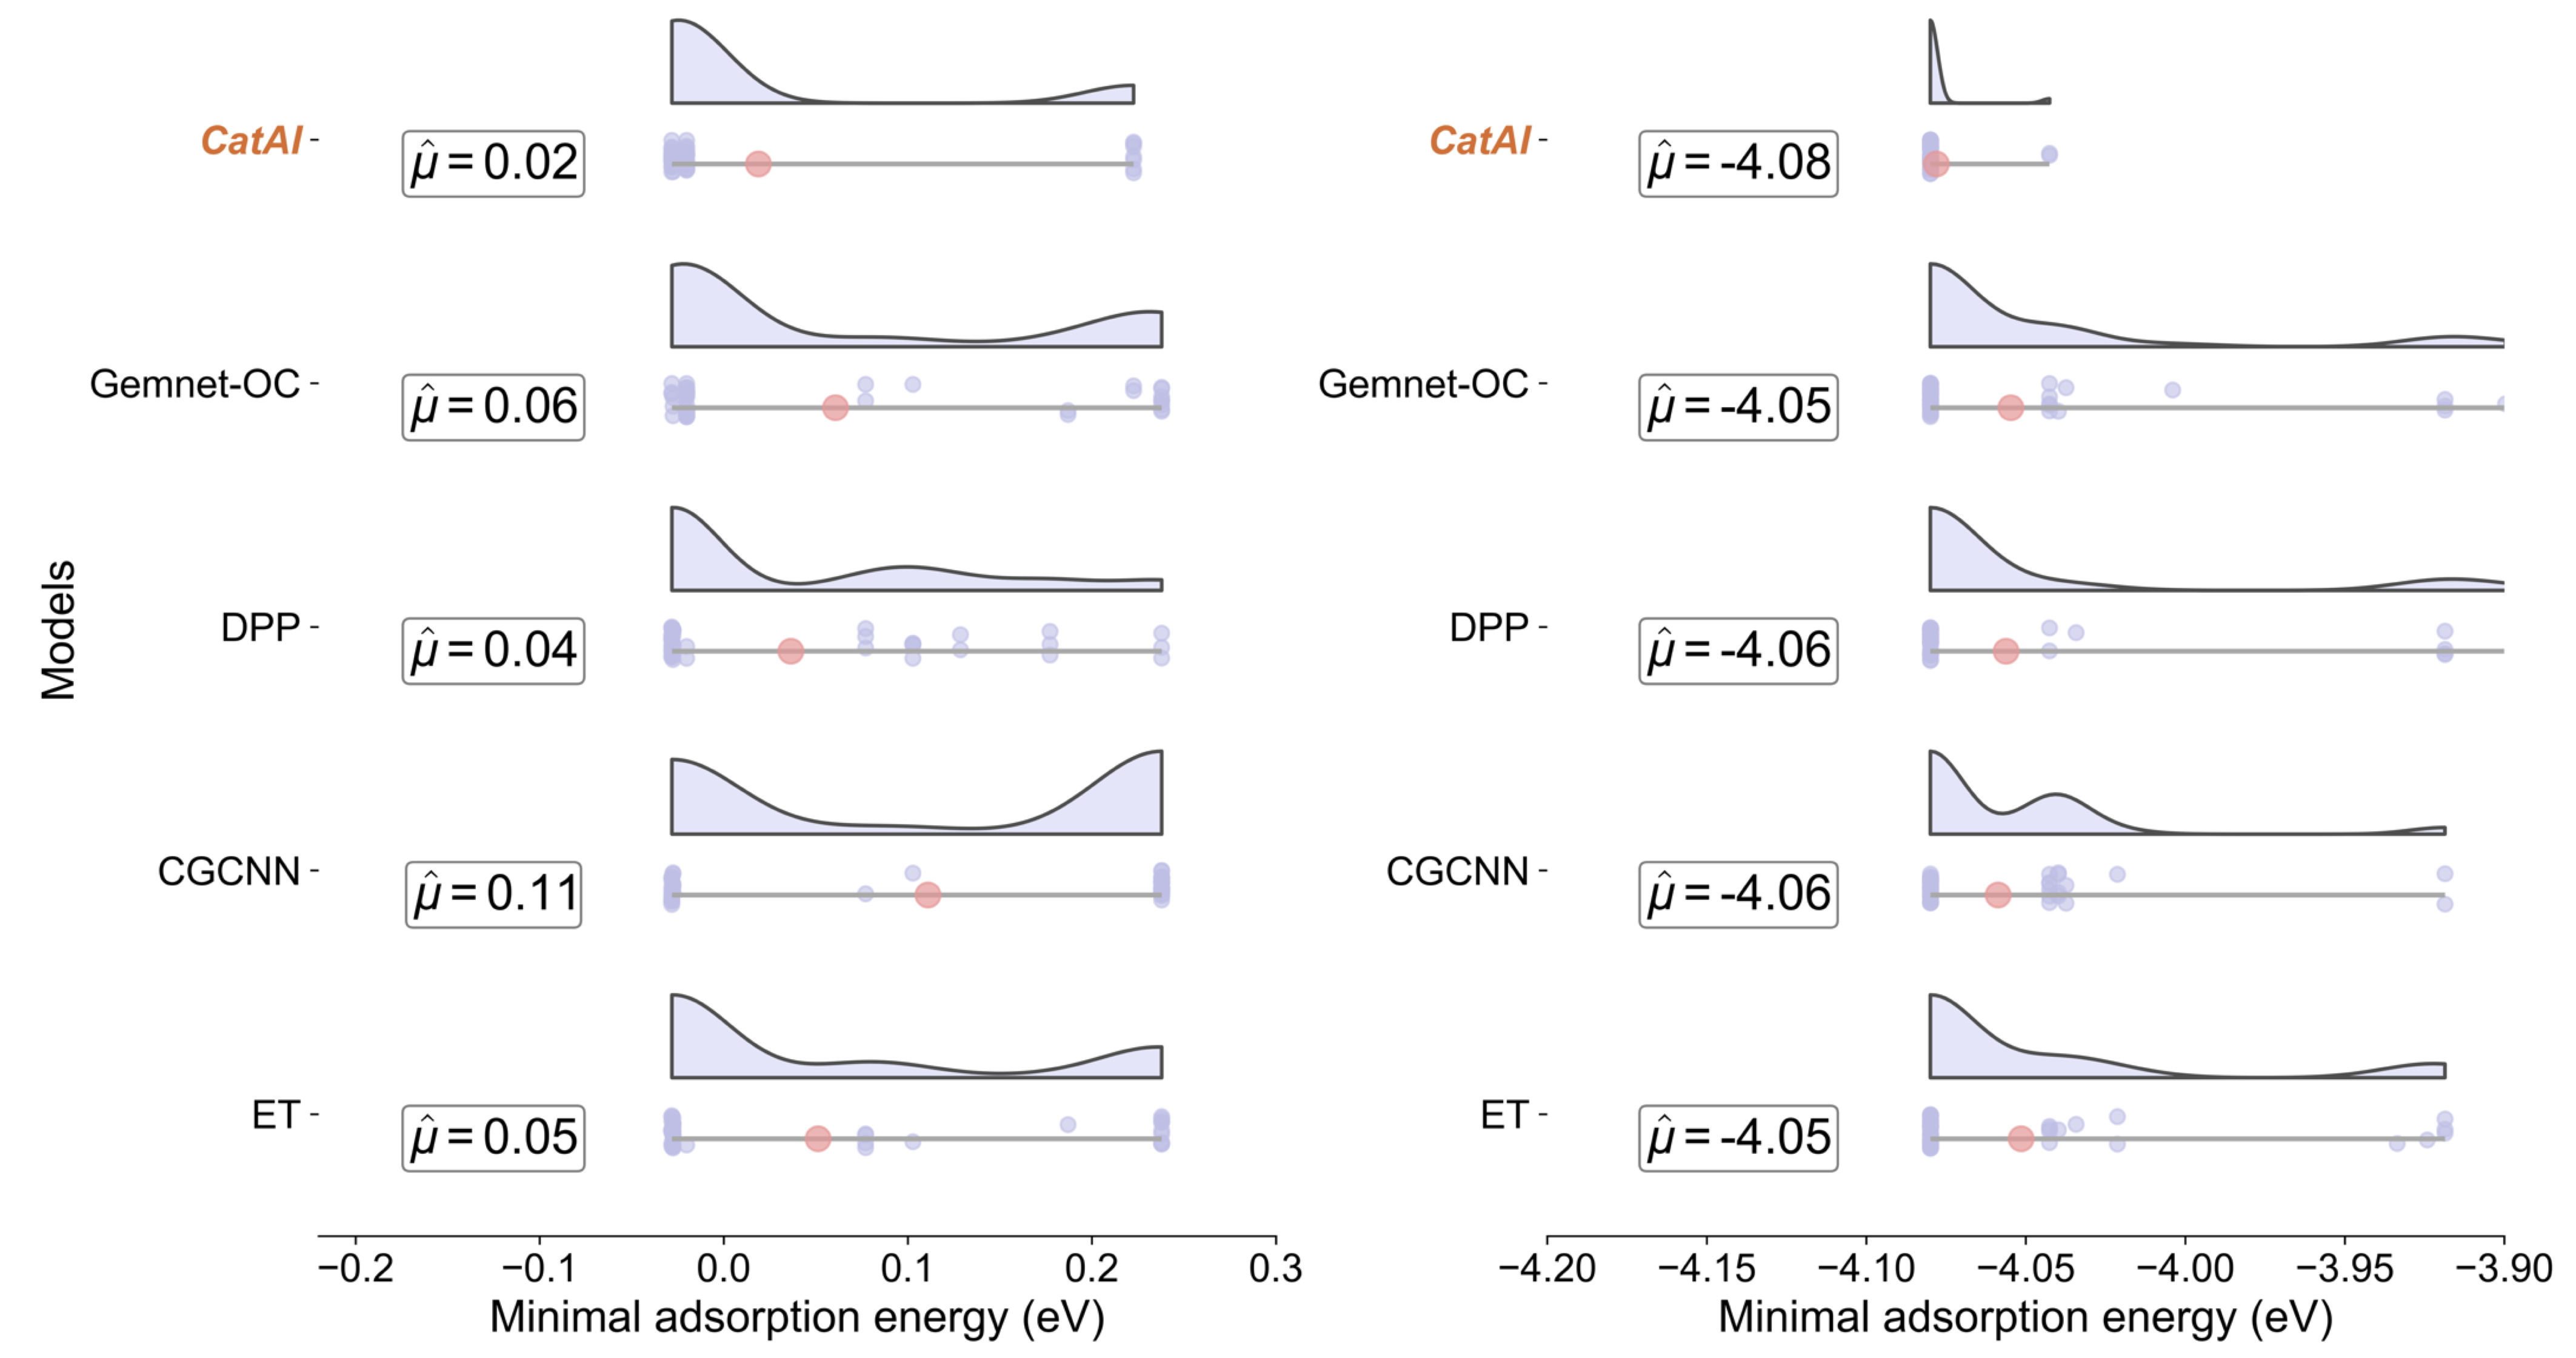 CatAI
μ̂ = 0.02
Gemnet-OC
μ̂ = 0.06
DPP
μ̂ = 0.04
CGCNN
μ̂ = 0.11
ET
μ̂ = 0.05
Models
−0.2 −0.1 0.0 0.1 0.2 0.3
Minimal adsorption energy (eV)
CatAI
μ̂ = -4.08
Gemnet-OC
μ̂ = -4.05
DPP
μ̂ = -4.06
CGCNN
μ̂ = -4.06
ET
μ̂ = -4.05
−4.20 −4.15 −4.10 −4.05 −4.00 −3.95 −3.90
Minimal adsorption energy (eV)